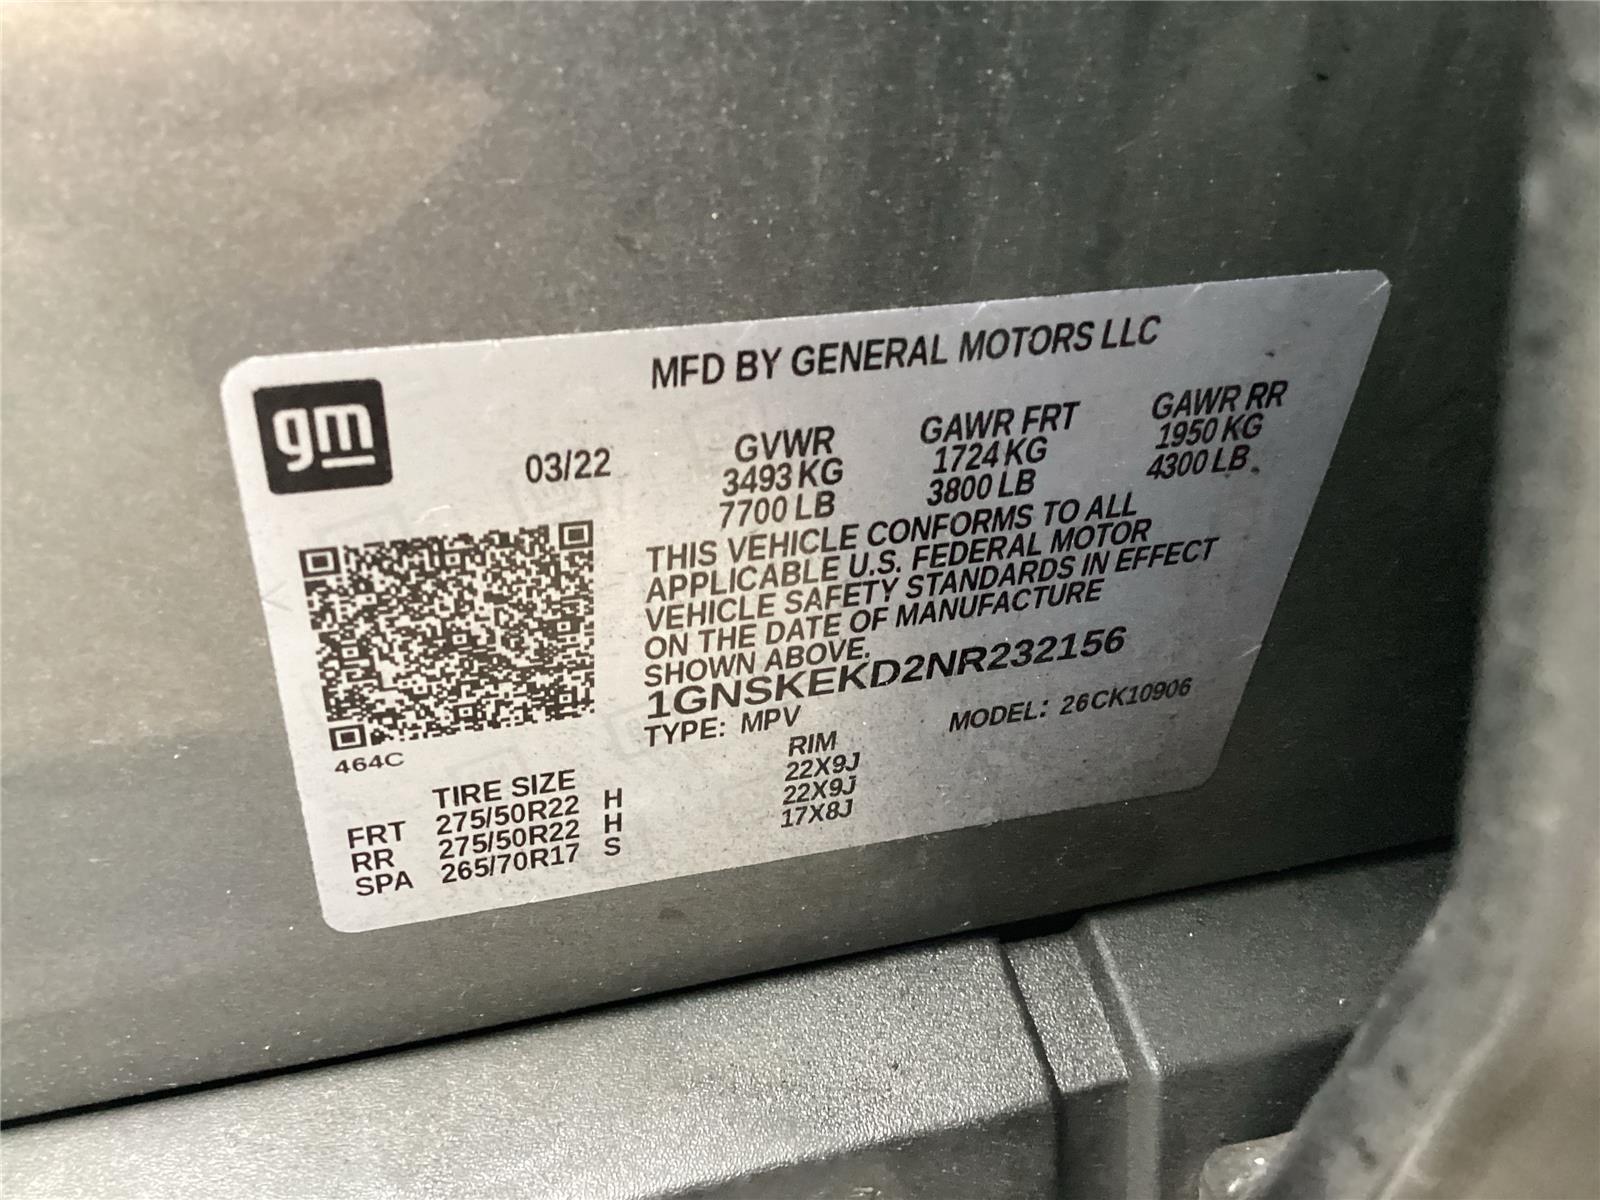 MFD BY GENERAL MOTORS LLC
gm
03/22
GVWR GAWR FRT GAWR RR
3493 KG 1724 KG 1950 KG
7700 LB 3800 LB 4300 LB
THIS VEHICLE CONFORMS TO ALL
APPLICABLE U.S. FEDERAL MOTOR
VEHICLE SAFETY STANDARDS IN EFFECT
ON THE DATE OF MANUFACTURE
SHOWN ABOVE.
1GNSKEKD2NR232156
TYPE: MPV MODEL: 26CK10906
464C
TIRE SIZE RIM
FRT 275/50R22 H 22X9J
RR 275/50R22 H 22X9J
SPA 265/70R17 S 17X8J